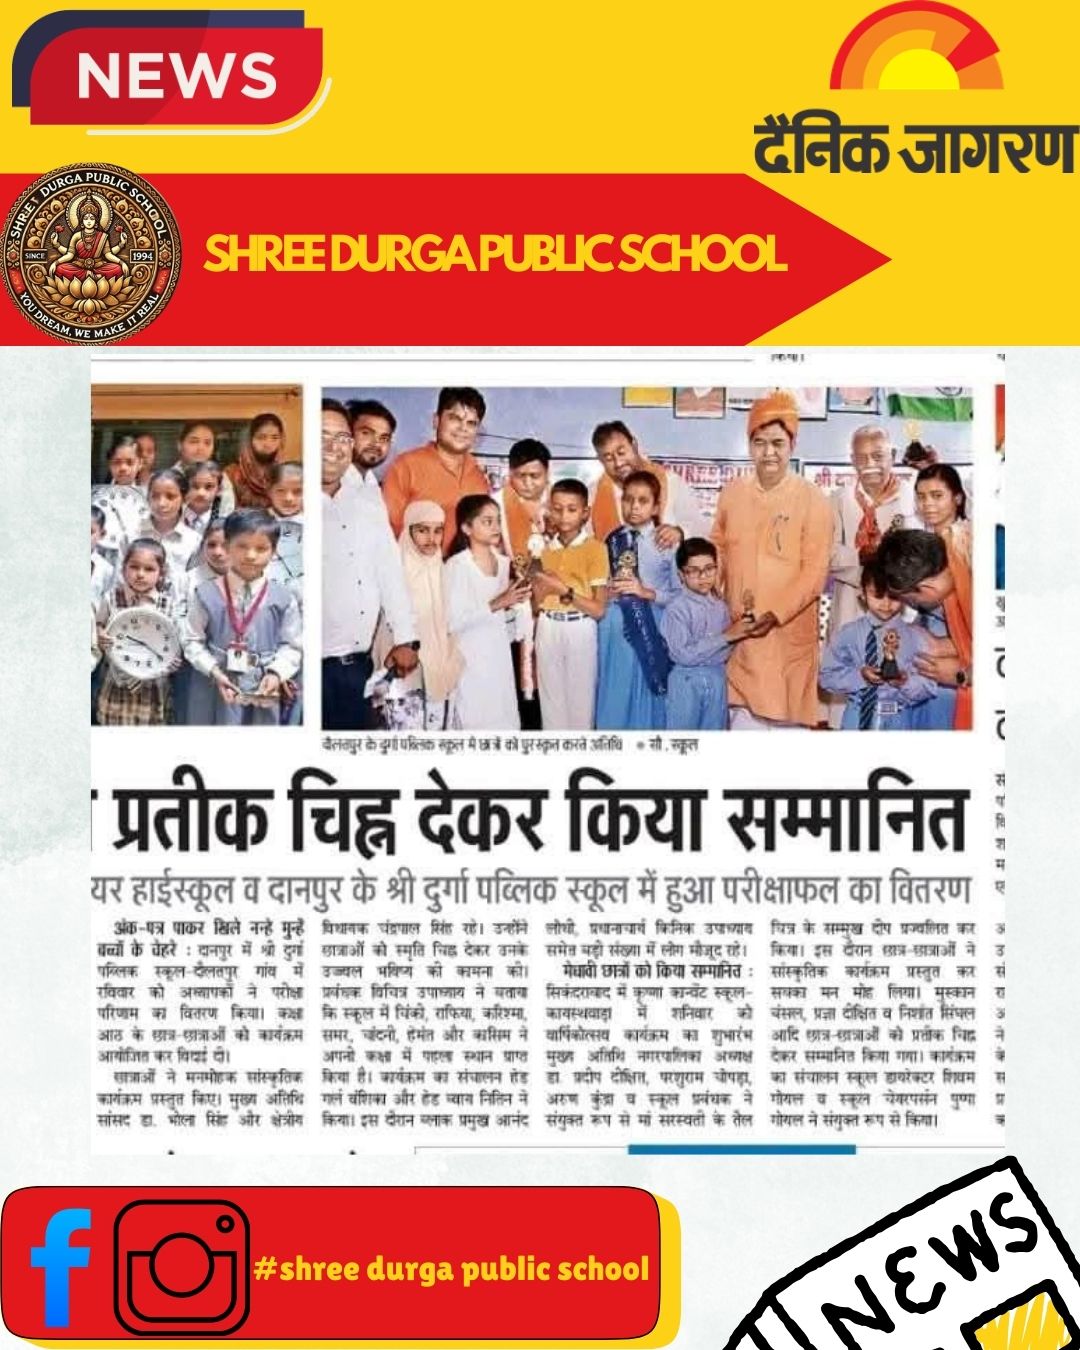 NEWS
दैनिक जागरण
SHREE DURGA PUBLIC SCHOOL
SINCE
1994
YOU DREAM, WE MAKE IT REAL
SHREE DURGA PUBLIC SCHOOL
दौलतपुर के दुर्गा पब्लिक स्कूल में छात्रों को पुरस्कृत करते अतिथि ● सौ. स्कूल
प्रतीक चिह्न देकर किया सम्मानित
यर हाईस्कूल व दानपुर के श्री दुर्गा पब्लिक स्कूल में हुआ परीक्षाफल का वितरण
अंक-पत्र पाकर खिले नन्हे मुन्हें
बच्चों के चेहरे : दानपुर में श्री दुर्गा
पब्लिक स्कूल-दौलतपुर गांव में
रविवार को अध्यापकों ने परीक्षा
परिणाम का वितरण किया। कक्षा
आठ के छात्र-छात्राओं को कार्यक्रम
आयोजित कर विदाई दी।
छात्राओं ने मनमोहक सांस्कृतिक
कार्यक्रम प्रस्तुत किए। मुख्य अतिथि
सांसद डा. भोला सिंह और क्षेत्रीय
विधायक चंद्रपाल सिंह रहे। उन्होंने
छात्राओं को स्मृति चिह्न देकर उनके
उज्ज्वल भविष्य की कामना की।
प्रबंधक विचित्र उपाध्याय ने बताया
कि स्कूल में चिंकी, राफिया, करिश्मा,
समर, चांदनी, हेमंत और कासिम ने
अपनी कक्षा में पहला स्थान प्राप्त
किया है। कार्यक्रम का संचालन हेड
गर्ल वंशिका और हेड ब्वाय नितिन ने
किया। इस दौरान ब्लाक प्रमुख आनंद
लोधी, प्रधानाचार्य विनिक उपाध्याय
समेत बड़ी संख्या में लोग मौजूद रहे।
मेधावी छात्रों को किया सम्मानित :
सिकंदराबाद में कृष्णा कान्वेंट स्कूल-
कायस्थवाड़ा में शनिवार को
वार्षिकोत्सव कार्यक्रम का शुभारंभ
मुख्य अतिथि नगरपालिका अध्यक्ष
डा. प्रदीप दीक्षित, परशुराम चोपड़ा,
अरुण कुंद्रा व स्कूल प्रबंधक ने
संयुक्त रूप से मां सरस्वती के तैल
चित्र के सम्मुख दीप प्रज्वलित कर
किया। इस दौरान छात्र-छात्राओं ने
सांस्कृतिक कार्यक्रम प्रस्तुत कर
सबका मन मोह लिया। मुस्कान
चंसल, प्रज्ञा दीक्षित व निशांत सिंघल
आदि छात्र-छात्राओं को प्रतीक चिह्न
देकर सम्मानित किया गया। कार्यक्रम
का संचालन स्कूल डायरेक्टर शिवम
गोयल व स्कूल चेयरपर्सन पुष्पा
गोयल ने संयुक्त रूप से किया।
#shree durga public school
NEWS